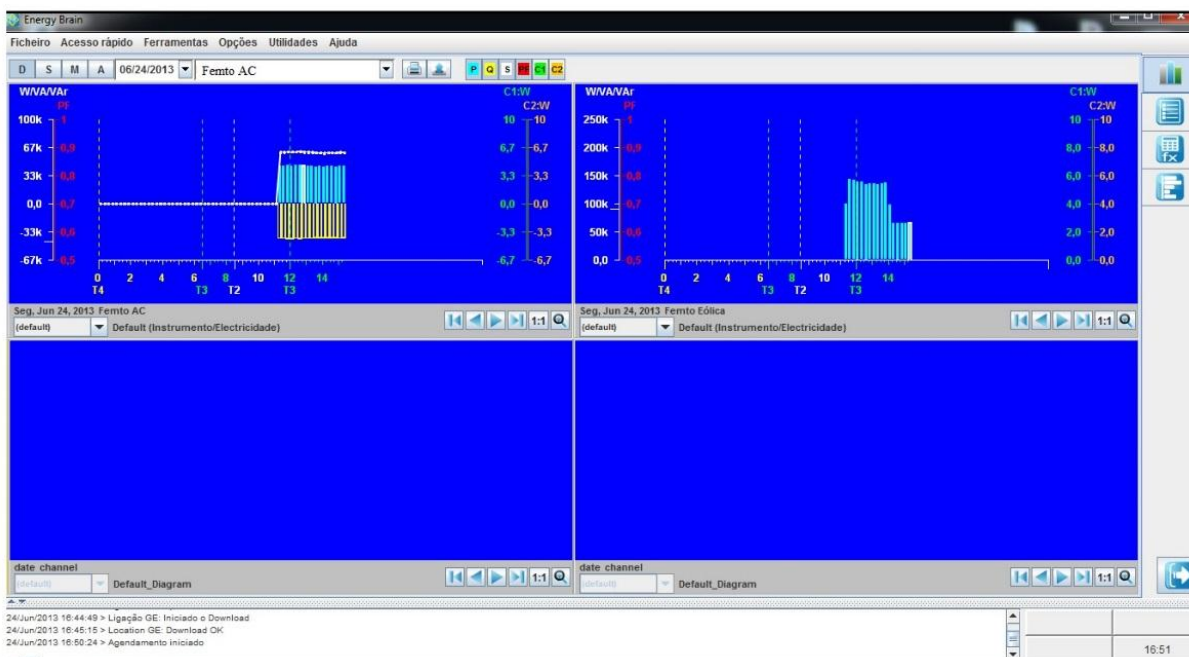 Energy Brain
Ficheiro Acesso rápido Ferramentas Opções Utilidades Ajuda
D S M A 06/24/2013 Femto AC P Q S PF C1 C2
W/VA/VAr C1:W
PF C2:W
100k 1 10 10
67k 0,9 6,7 6,7
33k 0,8 3,3 3,3
0,0 0,7 0,0 0,0
-33k 0,6 -3,3 -3,3
-67k 0,5 -6,7 -6,7
0 2 4 6 8 10 12 14
T4 T3 T2 T3
Seg, Jun 24, 2013 Femto AC
(default) Default (Instrumento/Electricidade) 1:1
W/VA/VAr C1:W
PF C2:W
250k 1 10 10
200k 0,9 8,0 8,0
150k 0,8 6,0 6,0
100k 0,7 4,0 4,0
50k 0,6 2,0 2,0
0,0 0,5 0,0 0,0
0 2 4 6 8 10 12 14
T4 T3 T2 T3
Seg, Jun 24, 2013 Femto Eólica
(default) Default (Instrumento/Electricidade) 1:1
fx
date channel
(default) Default_Diagram 1:1
date channel
(default) Default_Diagram 1:1
24/Jun/2013 16:44:49 > Ligação GE: Iniciado o Download
24/Jun/2013 16:45:15 > Location GE: Download OK
24/Jun/2013 16:50:24 > Agendamento iniciado
16:51